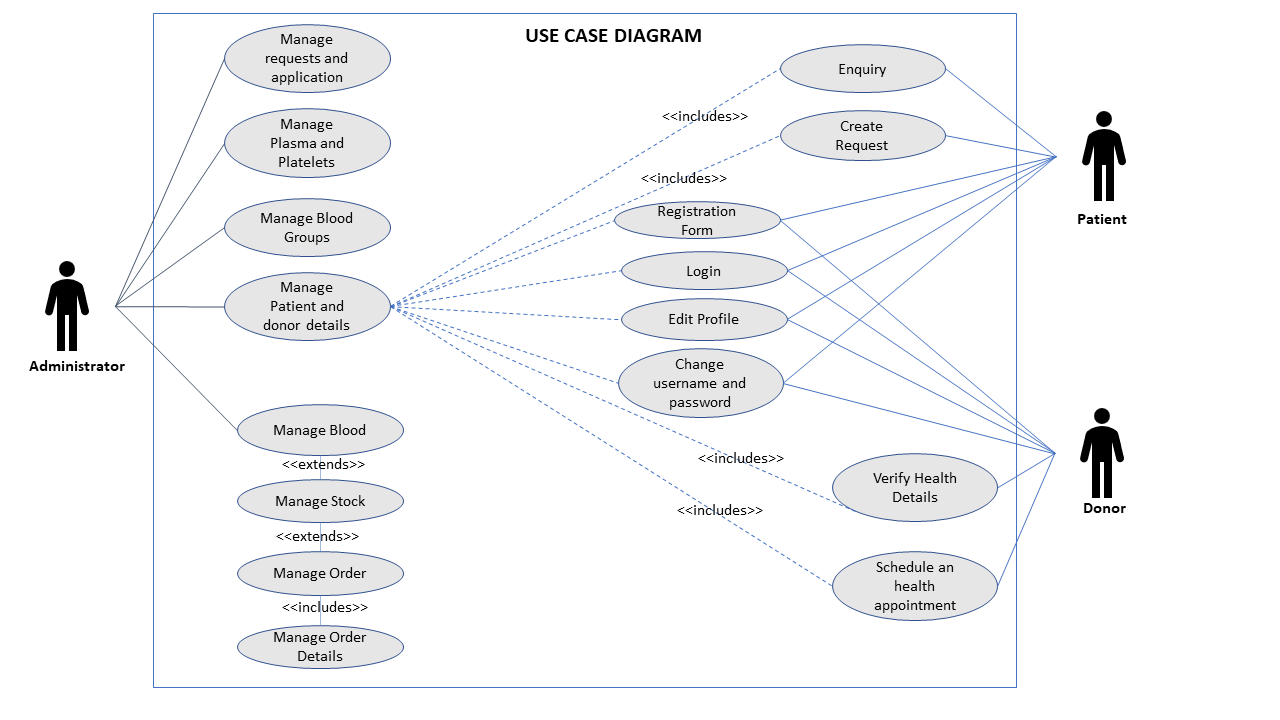 USE CASE DIAGRAM
Manage
requests and
application
Manage
Plasma and
Platelets
Manage Blood
Groups
Manage
Patient and
donor details
Administrator
Manage Blood
<<extends>>
Manage Stock
<<extends>>
Manage Order
<<includes>>
Manage Order
Details
Enquiry
<<includes>>
Create
Request
<<includes>>
Registration
Form
Login
Edit Profile
Change
username and
password
<<includes>>
Verify Health
Details
<<includes>>
Schedule an
health
appointment
Patient
Donor